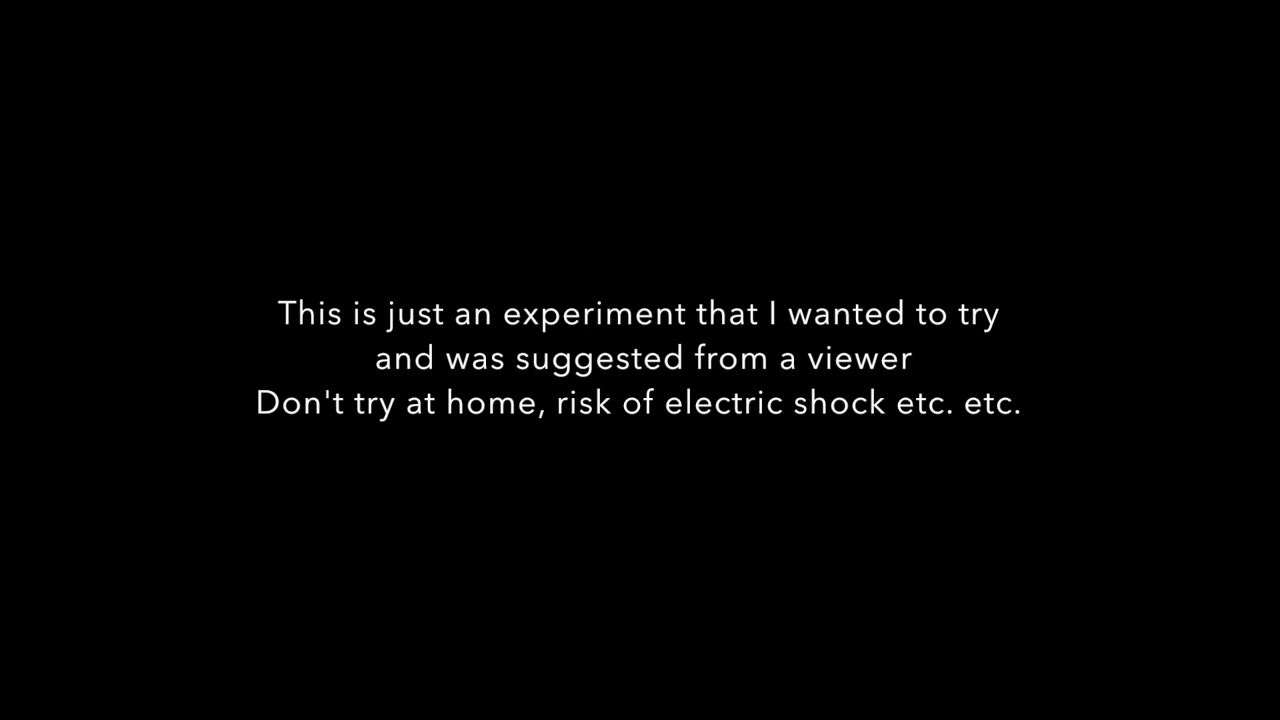 This is just an experiment that I wanted to try
and was suggested from a viewer
Don't try at home, risk of electric shock etc. etc.